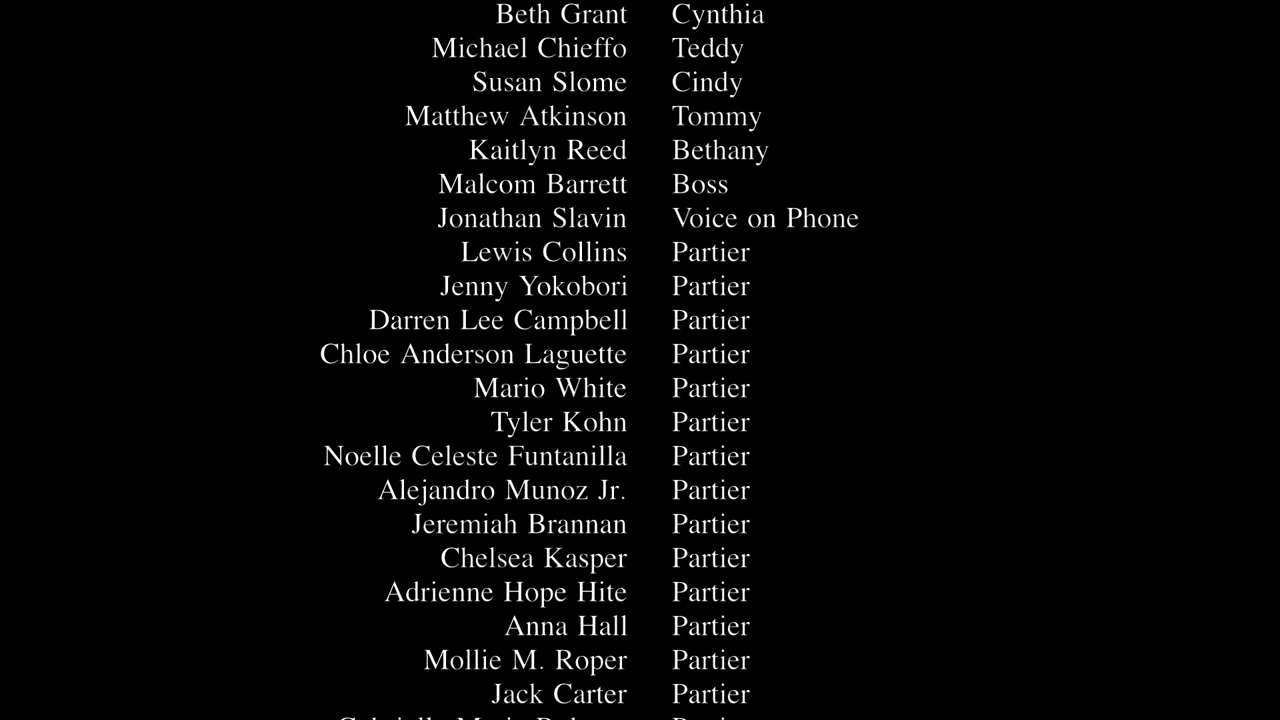 Beth Grant Cynthia
Michael Chieffo Teddy
Susan Slome Cindy
Matthew Atkinson Tommy
Kaitlyn Reed Bethany
Malcom Barrett Boss
Jonathan Slavin Voice on Phone
Lewis Collins Partier
Jenny Yokobori Partier
Darren Lee Campbell Partier
Chloe Anderson Laguette Partier
Mario White Partier
Tyler Kohn Partier
Noelle Celeste Funtanilla Partier
Alejandro Munoz Jr. Partier
Jeremiah Brannan Partier
Chelsea Kasper Partier
Adrienne Hope Hite Partier
Anna Hall Partier
Mollie M. Roper Partier
Jack Carter Partier